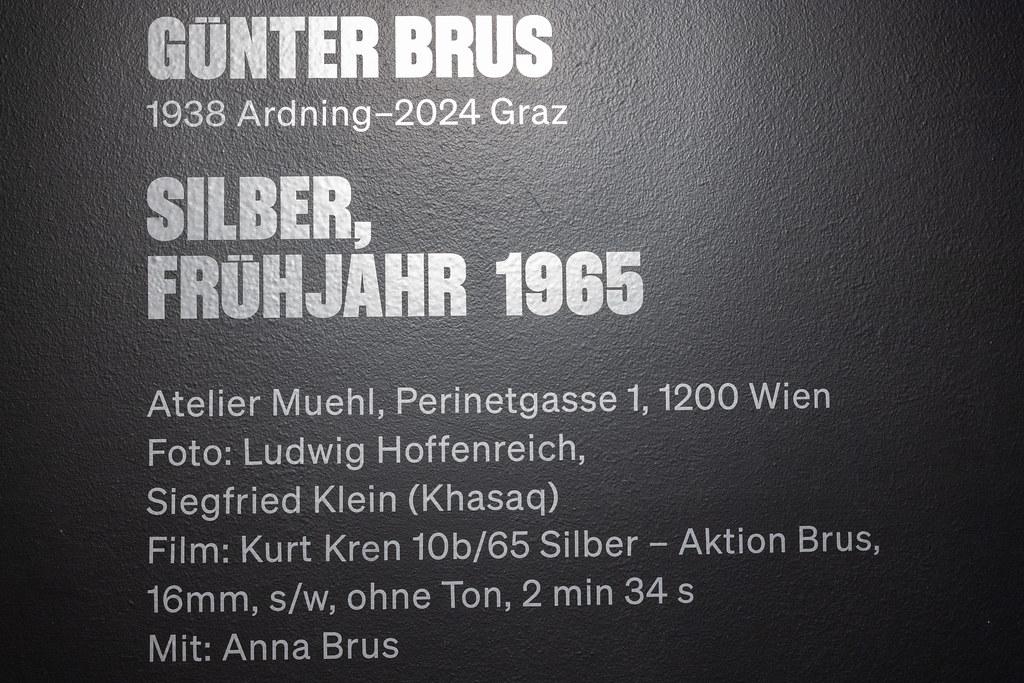 GÜNTER BRUS
1938 Ardning–2024 Graz
SILBER,
FRÜHJAHR 1965
Atelier Muehl, Perinetgasse 1, 1200 Wien
Foto: Ludwig Hoffenreich,
Siegfried Klein (Khasaq)
Film: Kurt Kren 10b/65 Silber – Aktion Brus,
16mm, s/w, ohne Ton, 2 min 34 s
Mit: Anna Brus